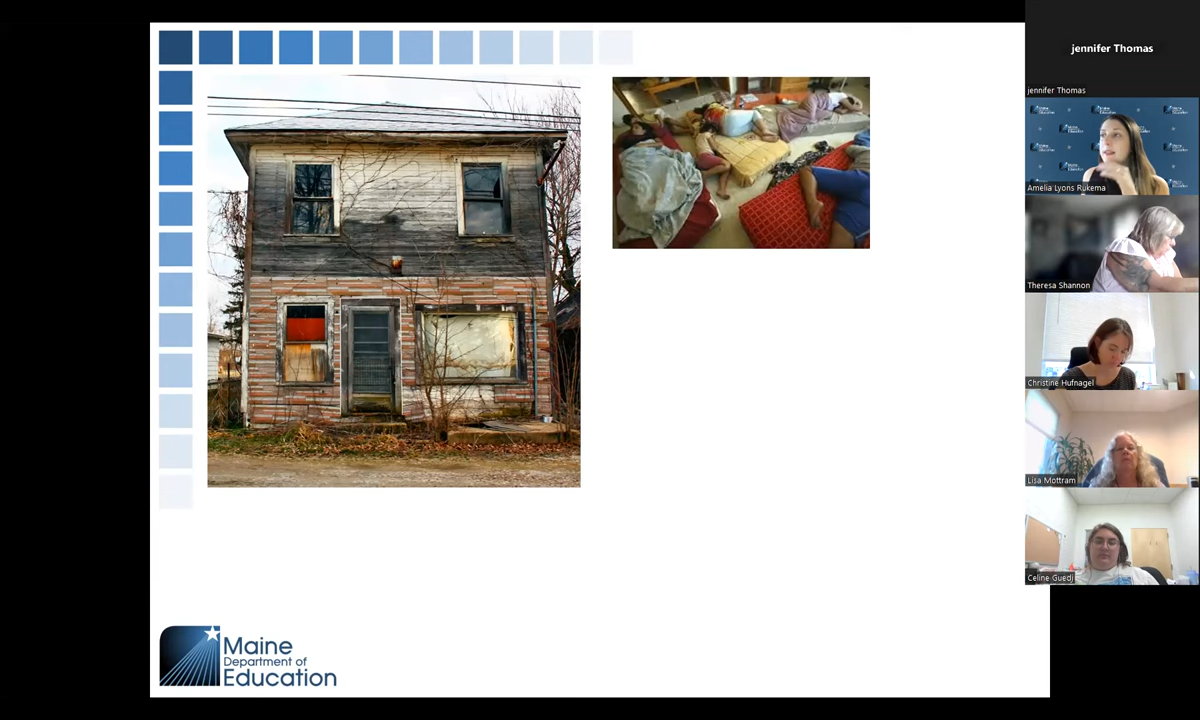 Maine
Department of
Education
jennifer Thomas
jennifer Thomas
Amelia Lyons Rukema
Theresa Shannon
Christine Hufnagel
Lisa Mottram
Celine Guedj